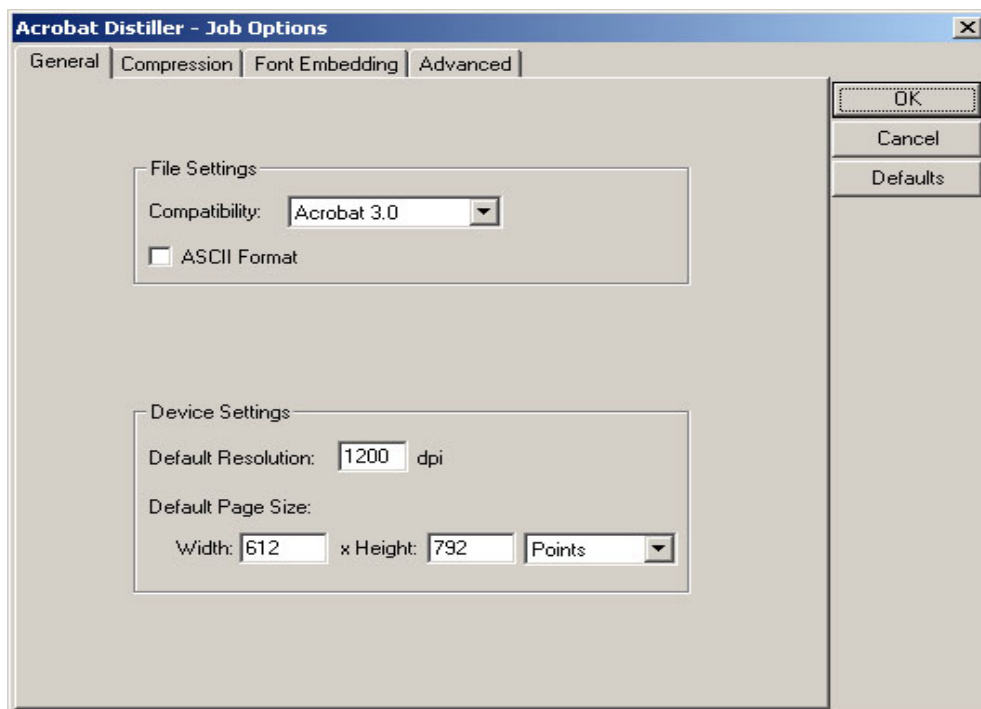 Acrobat Distiller - Job Options
General Compression Font Embedding Advanced
OK
Cancel
Defaults
File Settings
Compatibility: Acrobat 3.0
ASCII Format
Device Settings
Default Resolution: 1200 dpi
Default Page Size:
Width: 612 x Height: 792 Points